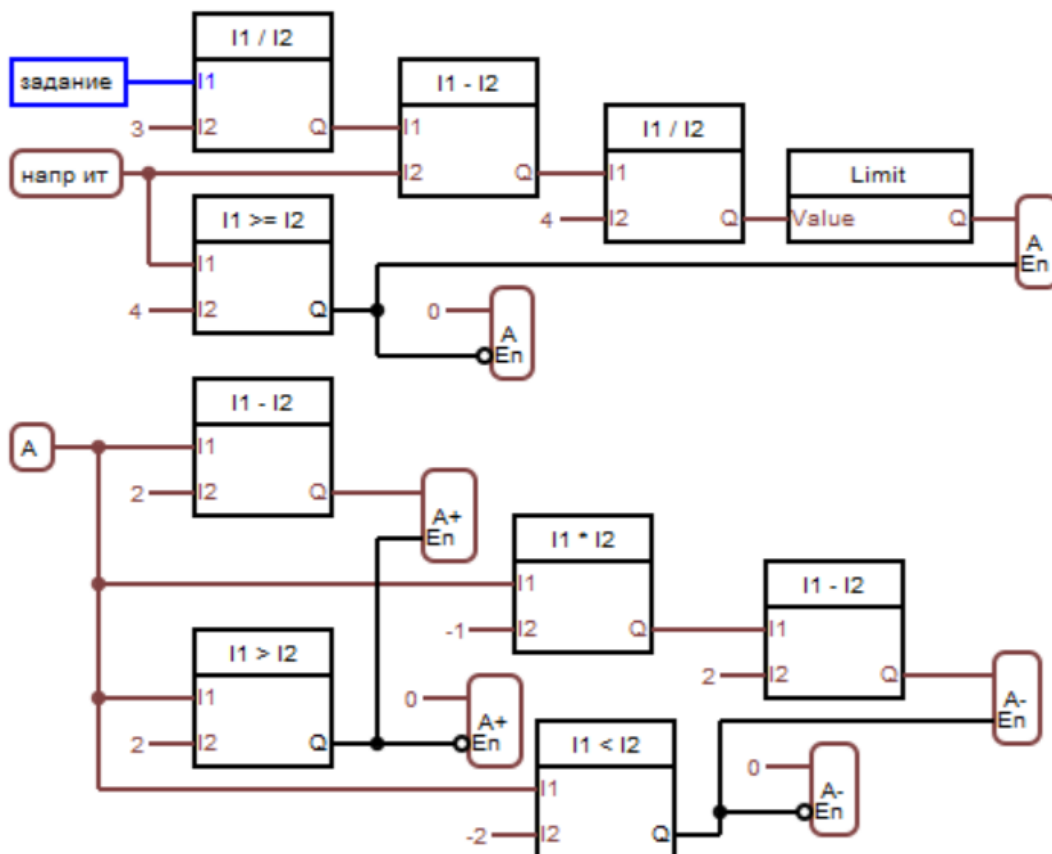 I1 / I2
задание
I1
3
I2
Q
I1 - I2
I1
I2
Q
напр ит
I1 / I2
I1
4
I2
Q
Limit
Value
Q
A
En
I1 >= I2
I1
4
I2
Q
0
A
En
I1 - I2
A
I1
2
I2
Q
A+
En
I1 * I2
I1
-1
I2
Q
I1 - I2
I1
2
I2
Q
A-
En
I1 > I2
I1
2
I2
Q
0
A+
En
I1 < I2
I1
-2
I2
Q
0
A-
En